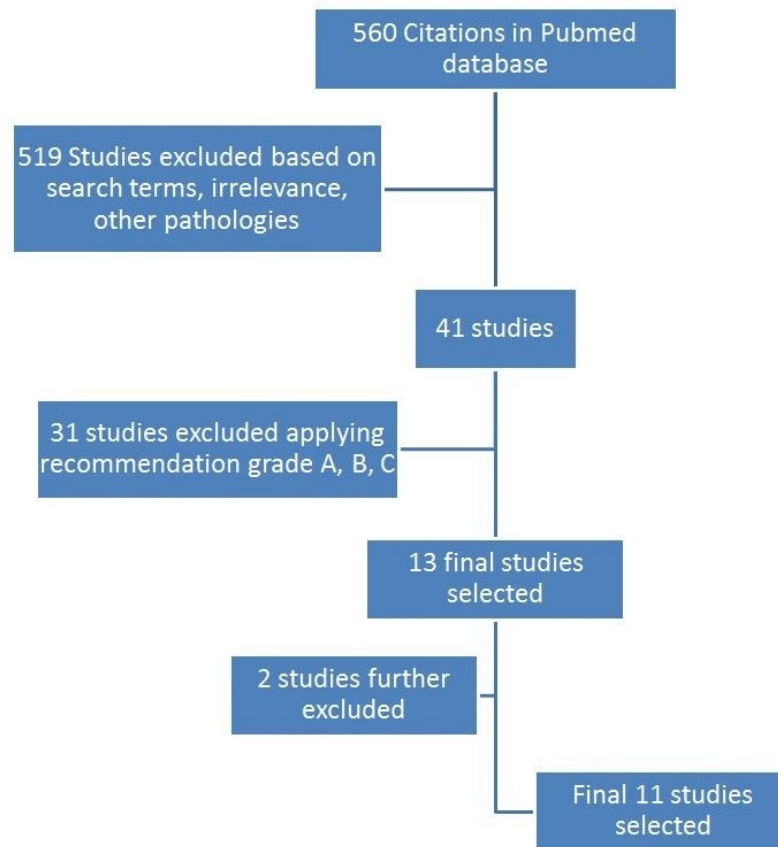 560 Citations in Pubmed
database
519 Studies excluded based on
search terms, irrelevance,
other pathologies
41 studies
31 studies excluded applying
recommendation grade A, B, C
13 final studies
selected
2 studies further
excluded
Final 11 studies
selected